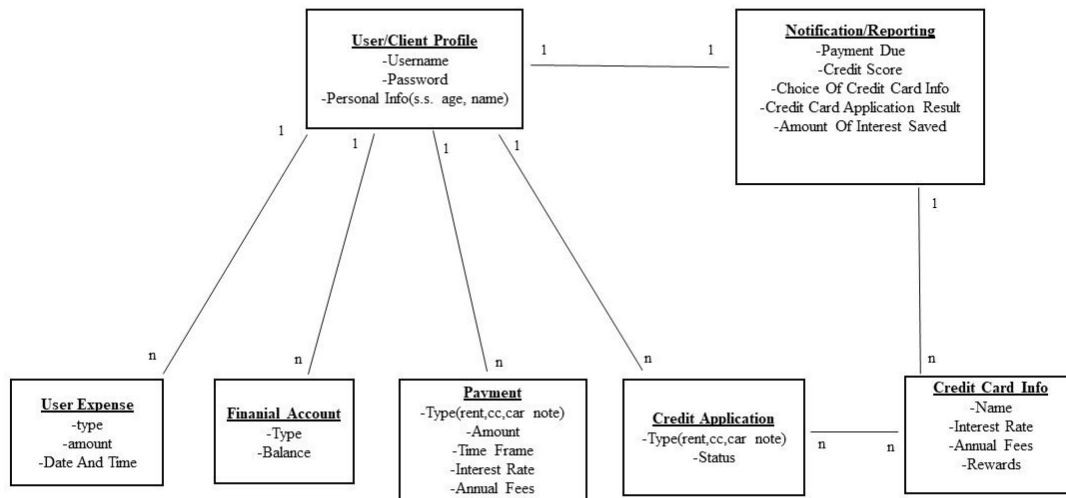 User/Client Profile
-Username
-Password
-Personal Info(s.s. age, name)
1
1
Notification/Reporting
-Payment Due
-Credit Score
-Choice Of Credit Card Info
-Credit Card Application Result
-Amount Of Interest Saved
1
1
1
1
1
n
n
n
n
n
User Expense
-type
-amount
-Date And Time
Finanial Account
-Type
-Balance
Payment
-Type(rent,cc,car note)
-Amount
-Time Frame
-Interest Rate
-Annual Fees
Credit Application
-Type(rent,cc,car note)
-Status
n
n
Credit Card Info
-Name
-Interest Rate
-Annual Fees
-Rewards